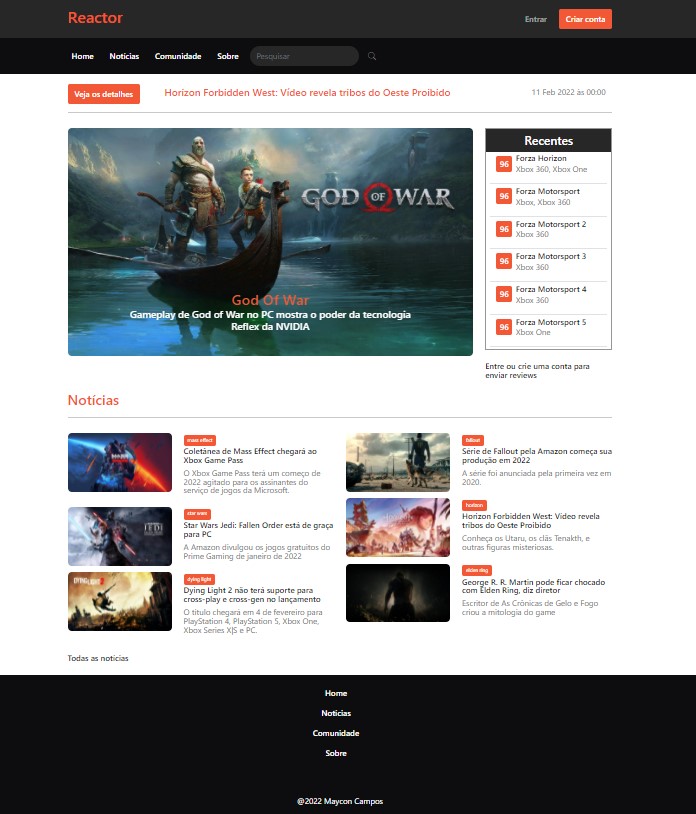 Reactor
Entrar
Criar conta
Home
Notícias
Comunidade
Sobre
Pesquisar
Veja os detalhes
Horizon Forbidden West: Vídeo revela tribos do Oeste Proibido
11 Feb 2022 às 00:00
GOD OF WAR
God Of War
Gameplay de God of War no PC mostra o poder da tecnologia
Reflex da NVIDIA
Recentes
96
Forza Horizon
Xbox 360, Xbox One
96
Forza Motorsport
Xbox, Xbox 360
96
Forza Motorsport 2
Xbox 360
96
Forza Motorsport 3
Xbox 360
96
Forza Motorsport 4
Xbox 360
96
Forza Motorsport 5
Xbox One
Entre ou crie uma conta para
enviar reviews
Notícias
mass effect
Coletânea de Mass Effect chegará ao
Xbox Game Pass
O Xbox Game Pass terá um começo de
2022 agitado para os assinantes do
serviço de jogos da Microsoft.
star wars
Star Wars Jedi: Fallen Order está de graça
para PC
A Amazon divulgou os jogos gratuitos do
Prime Gaming de janeiro de 2022
dying light
Dying Light 2 não terá suporte para
cross-play e cross-gen no lançamento
O título chegará em 4 de fevereiro para
PlayStation 4, PlayStation 5, Xbox One,
Xbox Series X|S e PC.
fallout
Série de Fallout pela Amazon começa sua
produção em 2022
A série foi anunciada pela primeira vez em
2020.
horizon
Horizon Forbidden West: Vídeo revela
tribos do Oeste Proibido
Conheça os Utaru, os clãs Tenakth, e
outras figuras misteriosas.
elden ring
George R. R. Martin pode ficar chocado
com Elden Ring, diz diretor
Escritor de As Crônicas de Gelo e Fogo
criou a mitologia do game
Todas as notícias
Home
Notícias
Comunidade
Sobre
@2022 Maycon Campos